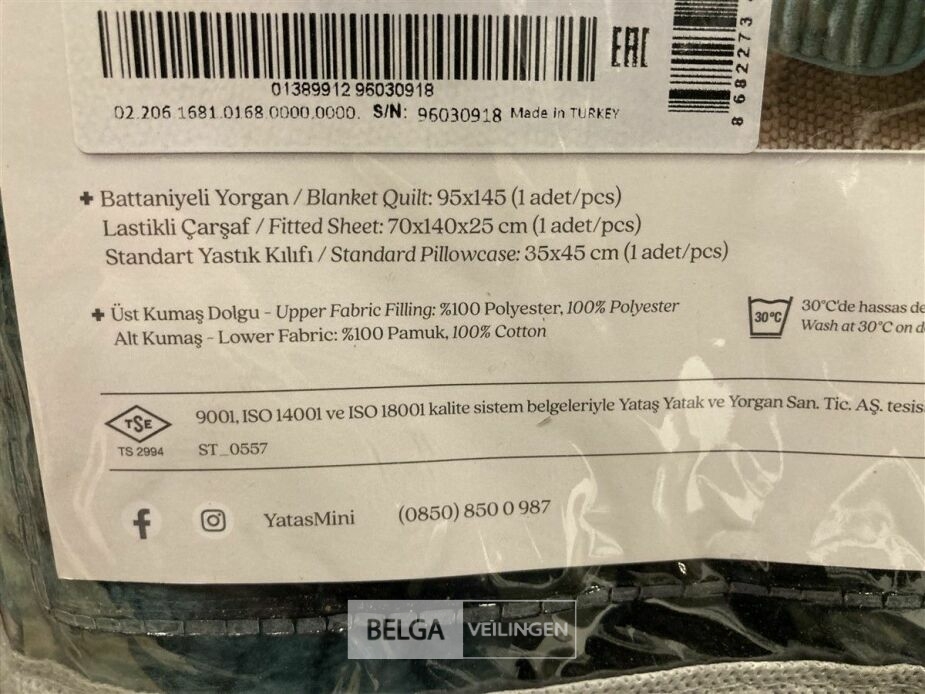 01389912 96030918
02.206.1681.0168.0000.0000. S/N: 96030918 Made in TURKEY
EAC
8 682273
+ Battaniyeli Yorgan / Blanket Quilt: 95x145 (1 adet/pcs)
Lastikli Çarşaf / Fitted Sheet: 70x140x25 cm (1 adet/pcs)
Standart Yastık Kılıfı / Standard Pillowcase: 35x45 cm (1 adet/pcs)
+ Üst Kumaş Dolgu - Upper Fabric Filling: %100 Polyester, 100% Polyester
Alt Kumaş - Lower Fabric: %100 Pamuk, 100% Cotton
30°C
30°C'de hassas de
Wash at 30°C on d
TSE
TS 2994
9001, ISO 14001 ve ISO 18001 kalite sistem belgeleriyle Yataş Yatak ve Yorgan San. Tic. AŞ. tesis
ST_0557
YatasMini (0850) 850 0 987
BELGA VEILINGEN